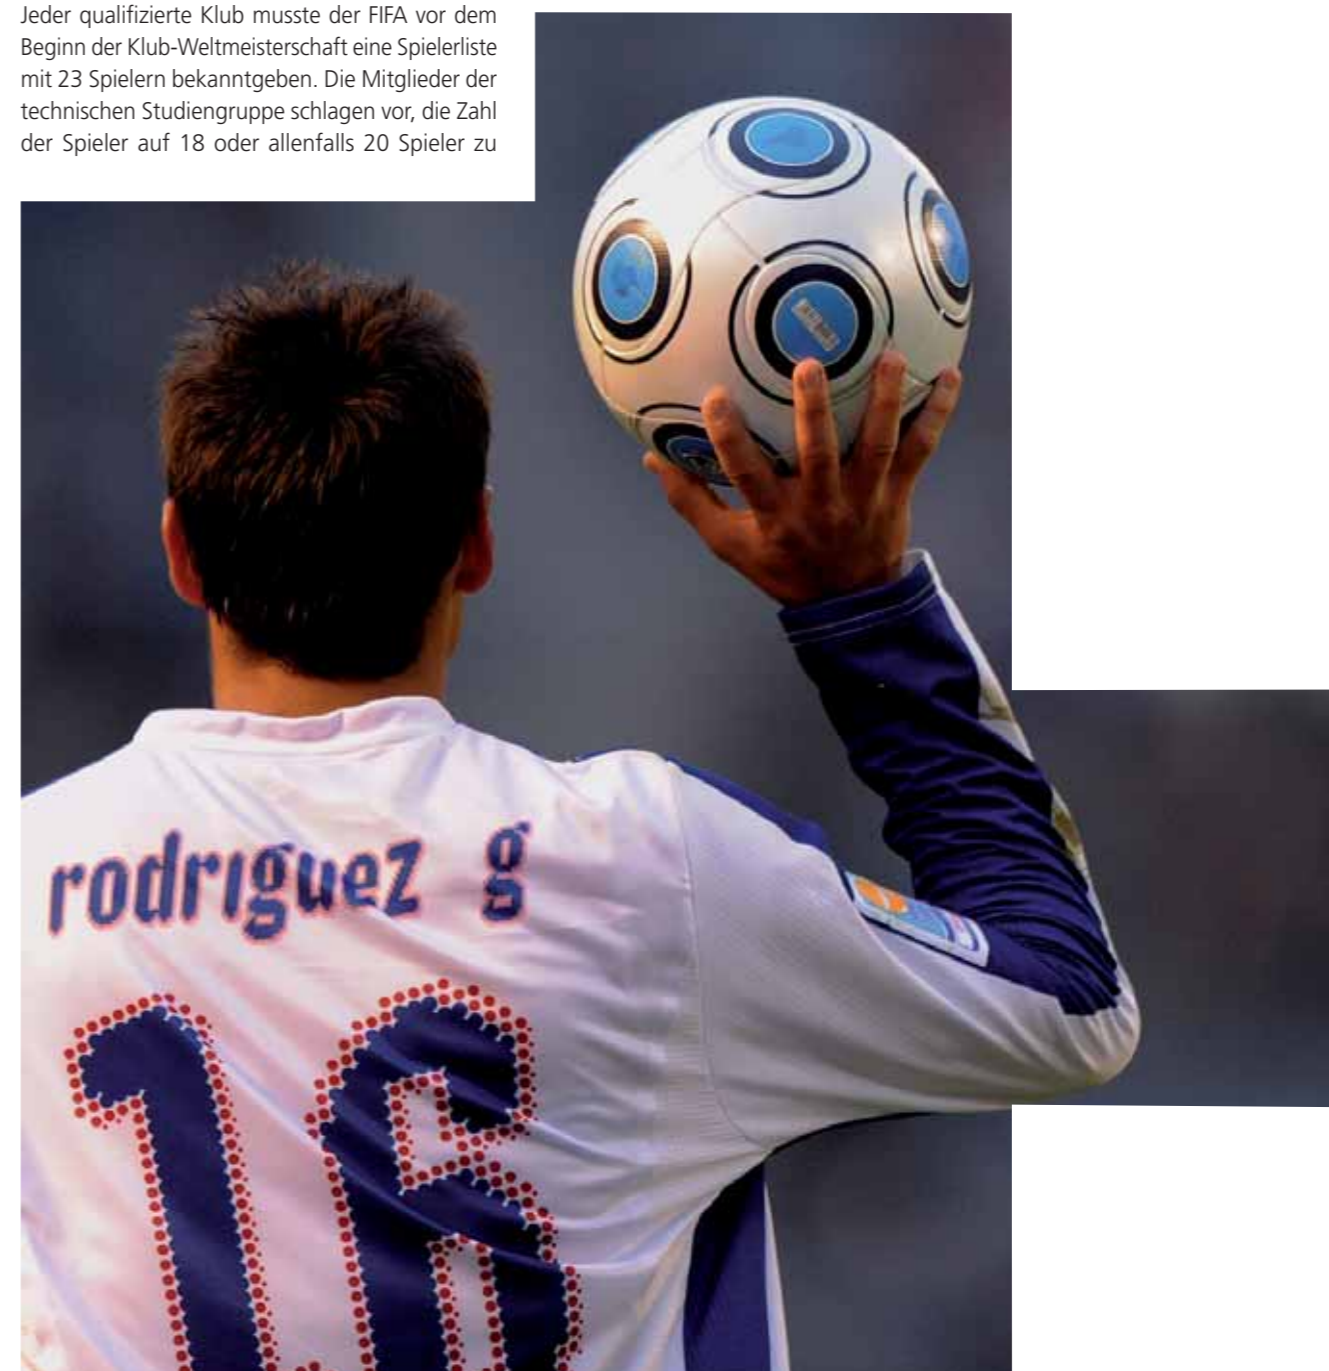 Jeder qualifizierte Klub musste der FIFA vor dem
Beginn der Klub-Weltmeisterschaft eine Spielerliste
mit 23 Spielern bekanntgeben. Die Mitglieder der
technischen Studiengruppe schlagen vor, die Zahl
der Spieler auf 18 oder allenfalls 20 Spieler zu
rodriguez g
16